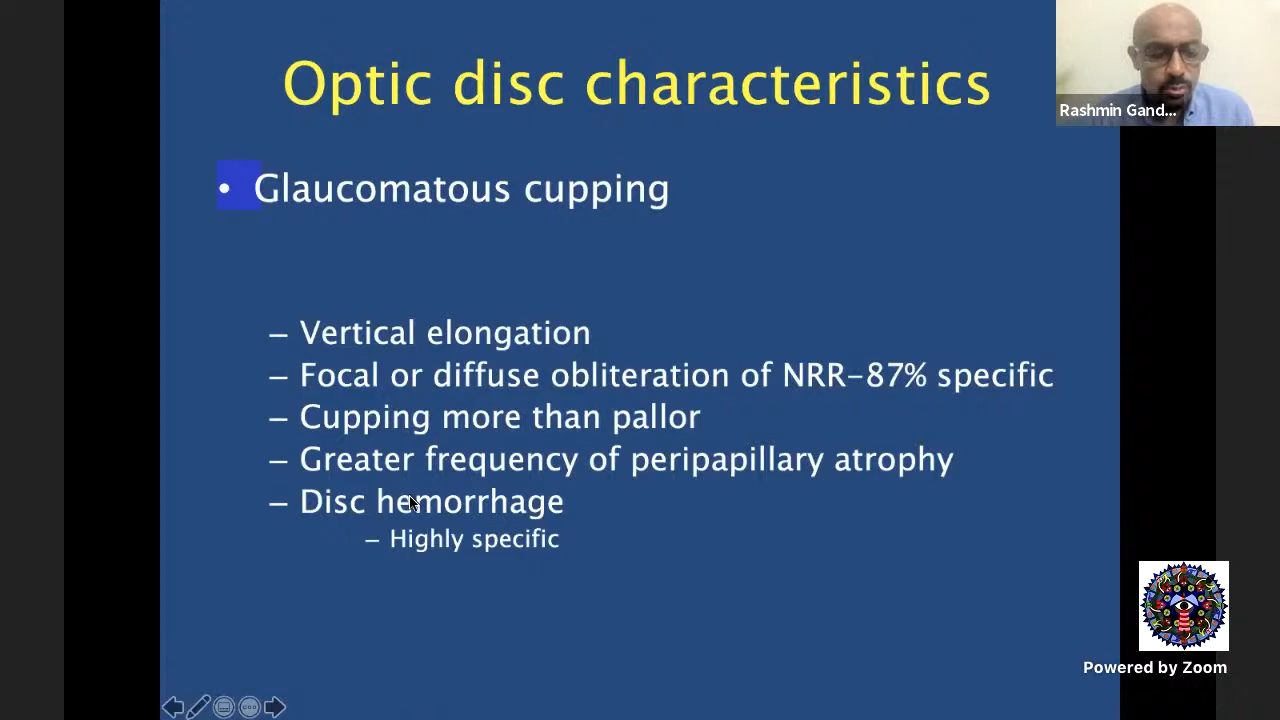 Optic disc characteristics
Rashmin Gand...
• Glaucomatous cupping
– Vertical elongation
– Focal or diffuse obliteration of NRR–87% specific
– Cupping more than pallor
– Greater frequency of peripapillary atrophy
– Disc hemorrhage
– Highly specific
Powered by Zoom